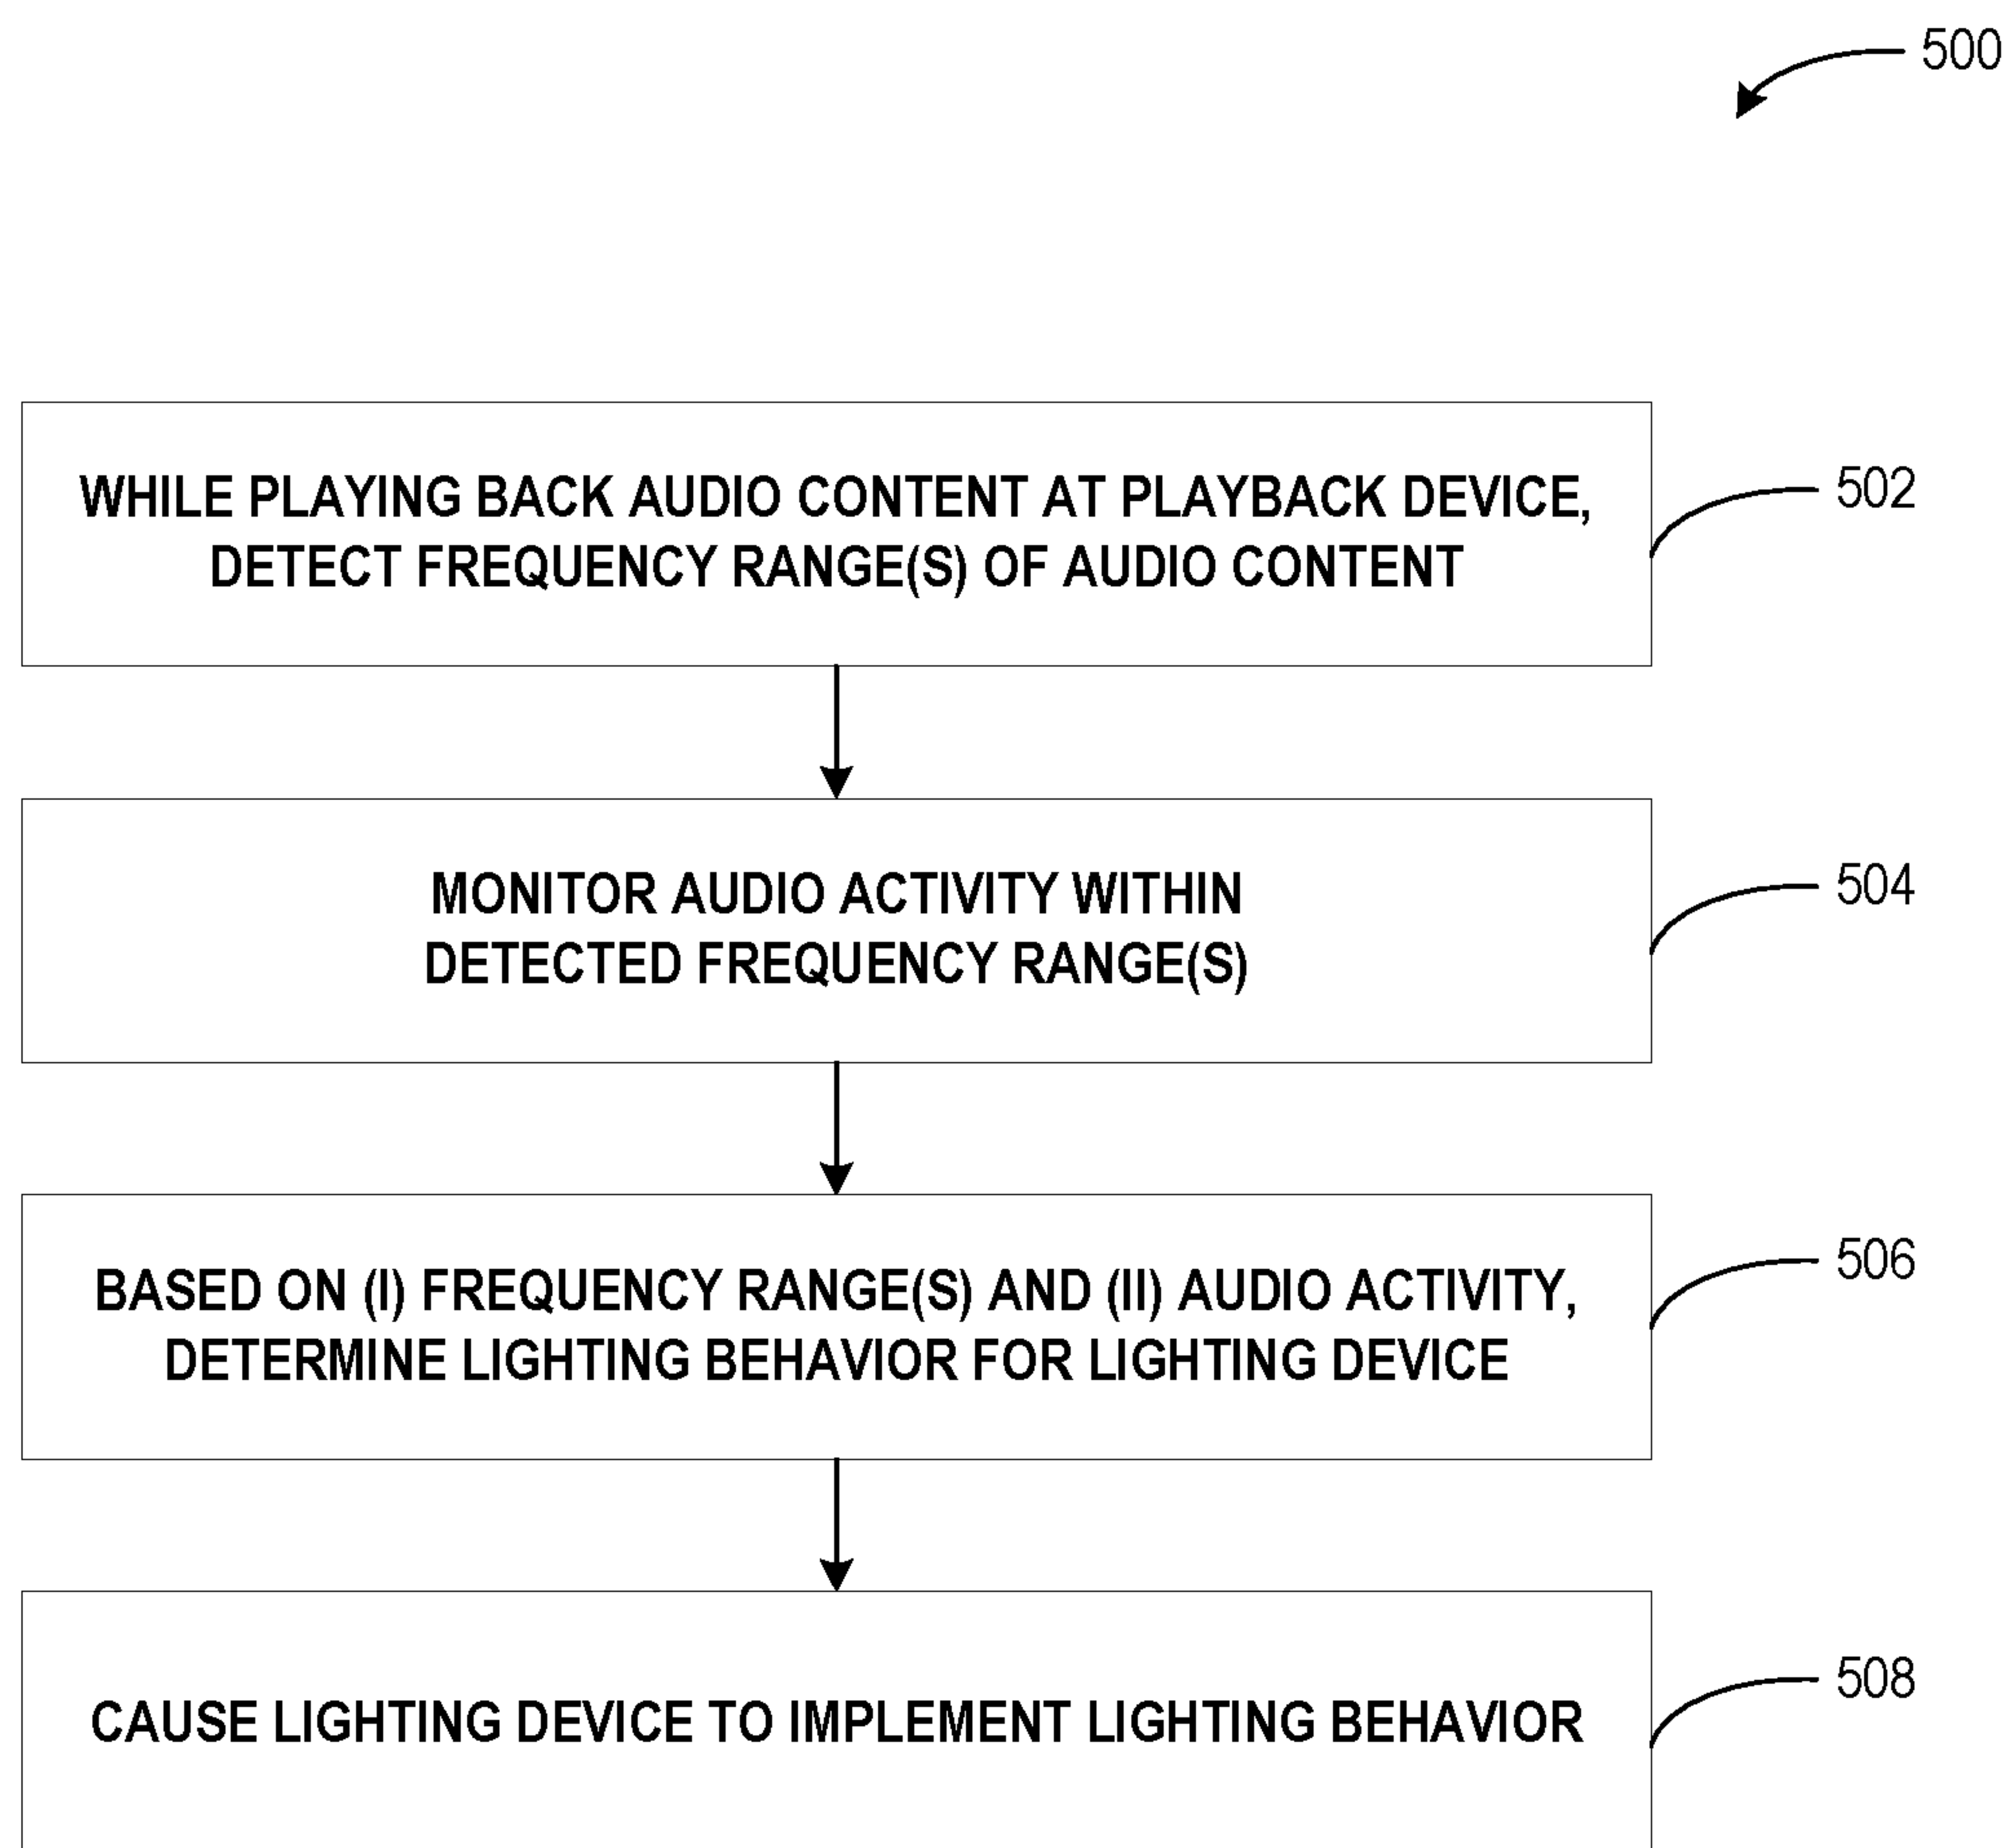 500
WHILE PLAYING BACK AUDIO CONTENT AT PLAYBACK DEVICE,
DETECT FREQUENCY RANGE(S) OF AUDIO CONTENT
502
MONITOR AUDIO ACTIVITY WITHIN
DETECTED FREQUENCY RANGE(S)
504
BASED ON (I) FREQUENCY RANGE(S) AND (II) AUDIO ACTIVITY,
DETERMINE LIGHTING BEHAVIOR FOR LIGHTING DEVICE
506
CAUSE LIGHTING DEVICE TO IMPLEMENT LIGHTING BEHAVIOR
508